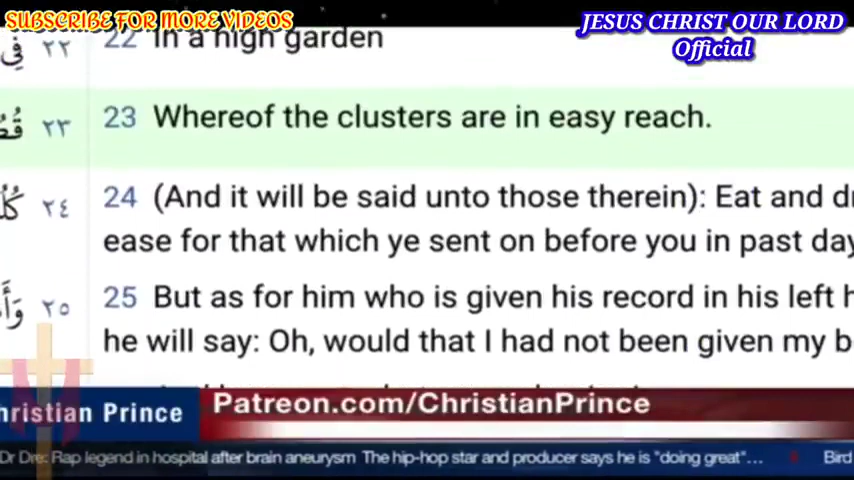 SUBSCRIBE FOR MORE VIDEOS
JESUS CHRIST OUR LORD
Official
٢٢ 22 In a high garden
٢٣ 23 Whereof the clusters are in easy reach.
٢٤ 24 (And it will be said unto those therein): Eat and
ease for that which ye sent on before you in past
٢٥ 25 But as for him who is given his record in his left
he will say: Oh, would that I had not been given my
Christian Prince
Patreon.com/ChristianPrince
Dr Dre: Rap legend in hospital after brain aneurysm The hip-hop star and producer says he is "doing great"... Bird